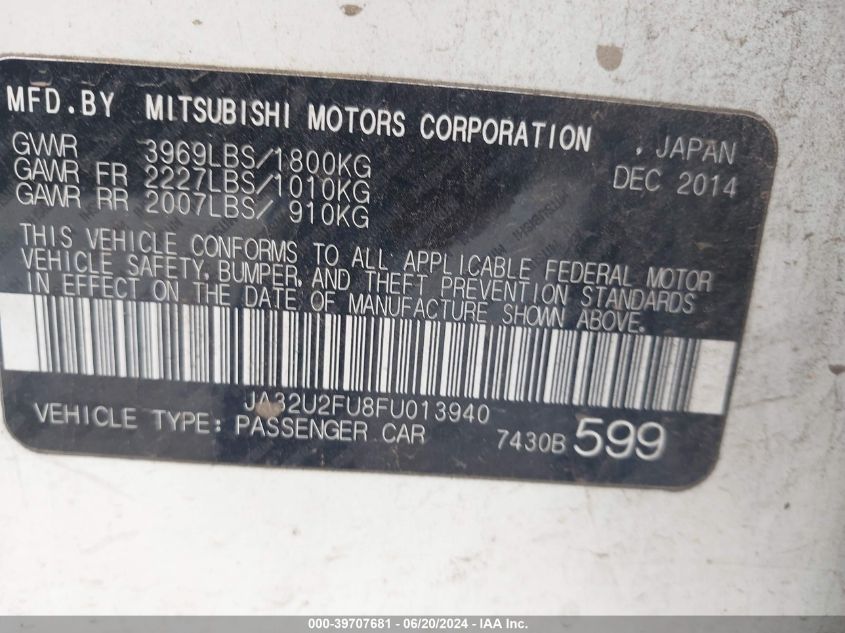 MFD.BY MITSUBISHI MOTORS CORPORATION , JAPAN
GVWR 3969LBS/1800KG DEC 2014
GAWR FR 2227LBS/1010KG
GAWR RR 2007LBS/ 910KG
THIS VEHICLE CONFORMS TO ALL APPLICABLE FEDERAL MOTOR
VEHICLE SAFETY, BUMPER, AND THEFT PREVENTION STANDARDS
IN EFFECT ON THE DATE OF MANUFACTURE SHOWN ABOVE.
JA32U2FU8FU013940
VEHICLE TYPE: PASSENGER CAR 7430B 599
000-39707681 / 06/20/2024 - IAA Inc.